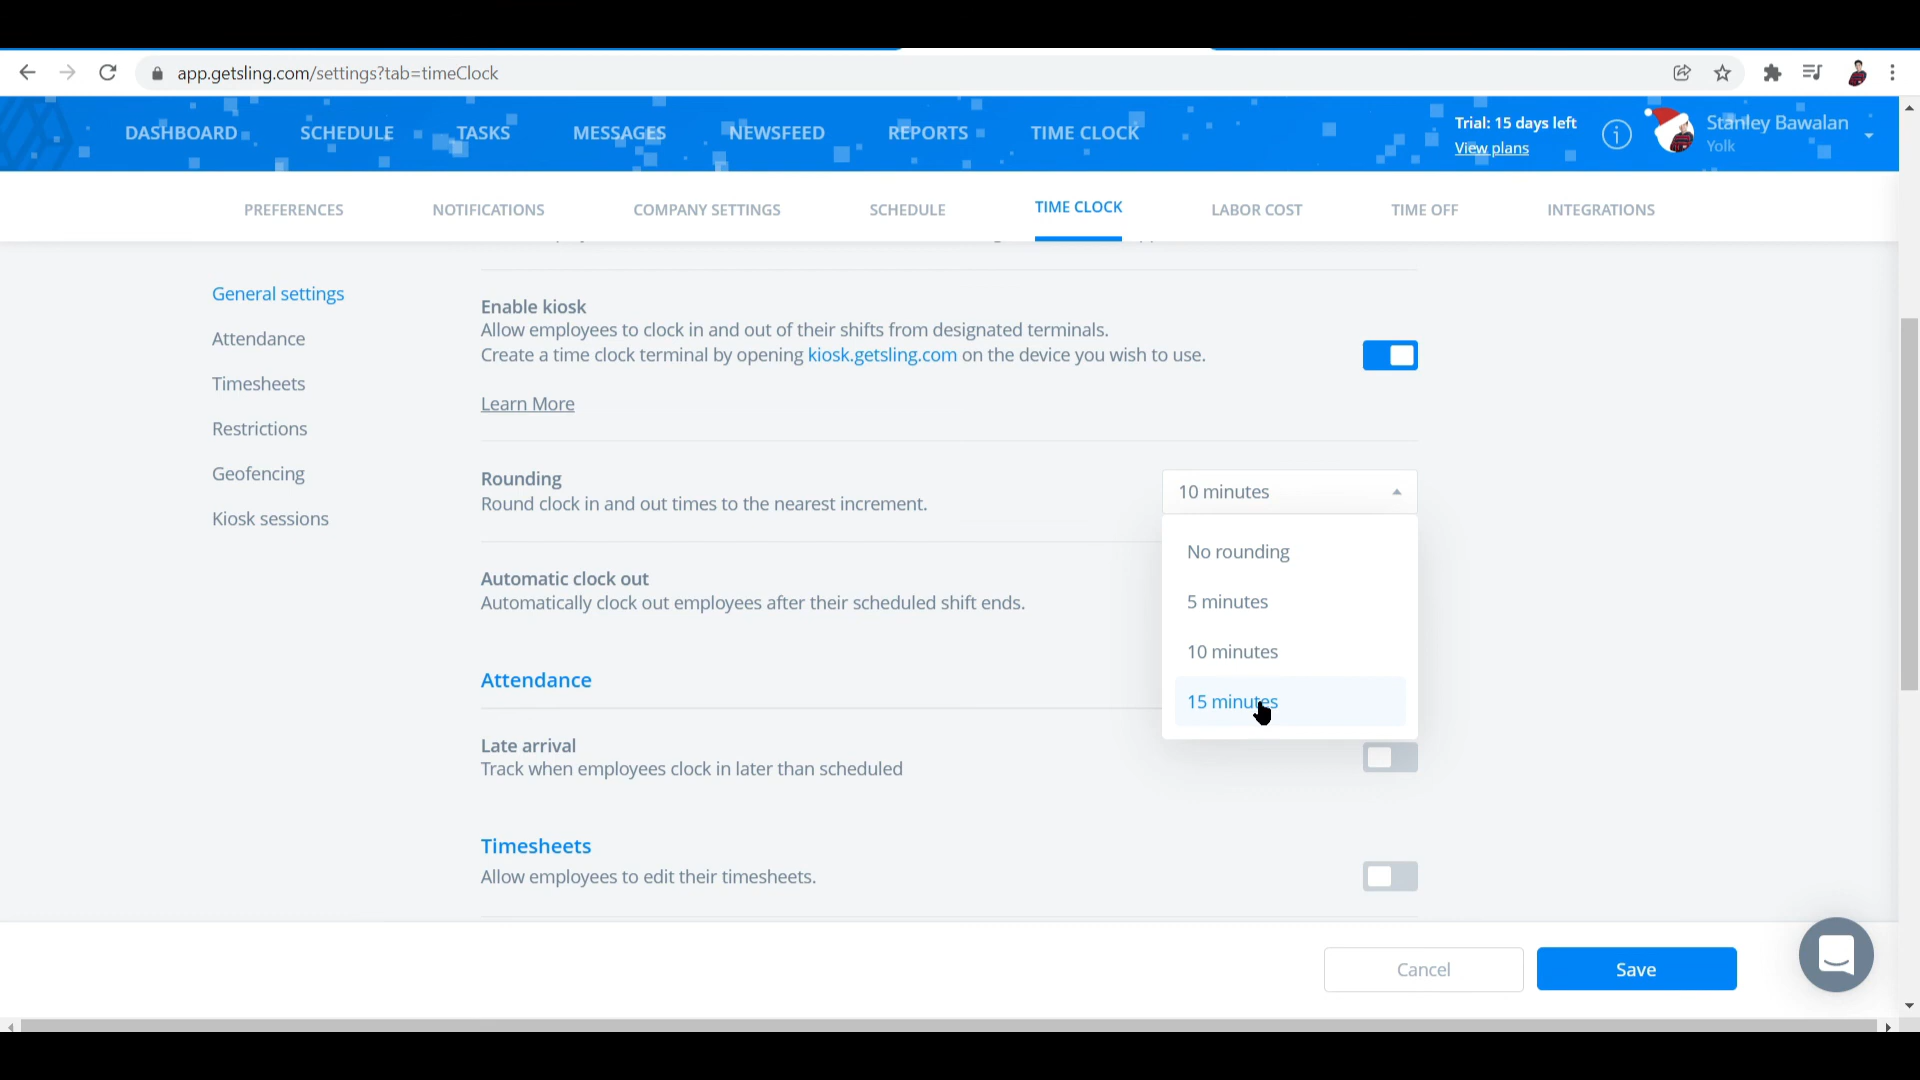 app.getsling.com/settings?tab=timeClock
DASHBOARD SCHEDULE TASKS MESSAGES NEWSFEED REPORTS TIME CLOCK
Trial: 15 days left
View plans
Stanley Bawalan
Yolk
PREFERENCES NOTIFICATIONS COMPANY SETTINGS SCHEDULE TIME CLOCK LABOR COST TIME OFF INTEGRATIONS
General settings
Attendance
Timesheets
Restrictions
Geofencing
Kiosk sessions
Enable kiosk
Allow employees to clock in and out of their shifts from designated terminals.
Create a time clock terminal by opening kiosk.getsling.com on the device you wish to use.
Learn More
Rounding
Round clock in and out times to the nearest increment.
10 minutes
No rounding
5 minutes
10 minutes
15 minutes
Automatic clock out
Automatically clock out employees after their scheduled shift ends.
Attendance
Late arrival
Track when employees clock in later than scheduled
Timesheets
Allow employees to edit their timesheets.
Cancel
Save